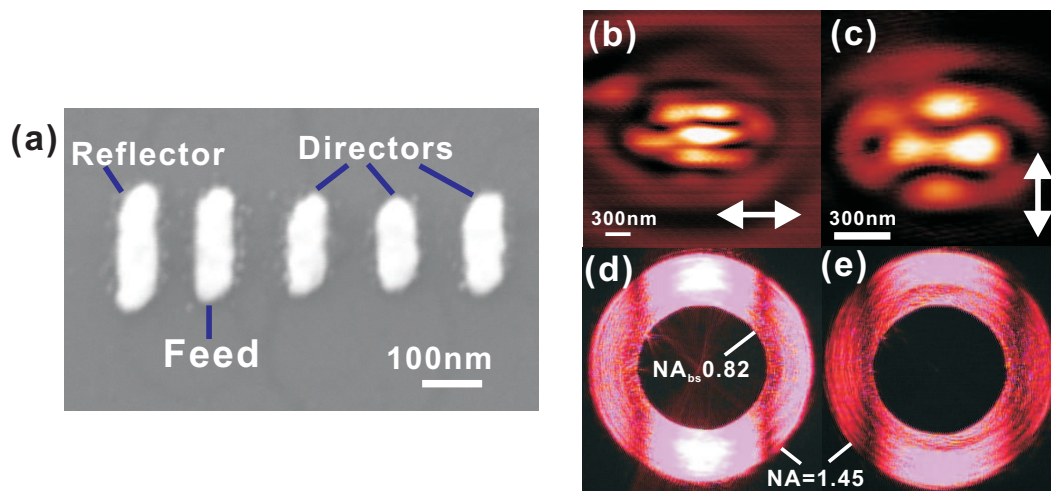 (a)
Reflector
Directors
Feed
100nm
(b)
300nm
(c)
300nm
(d)
NAbs0.82
(e)
NA=1.45